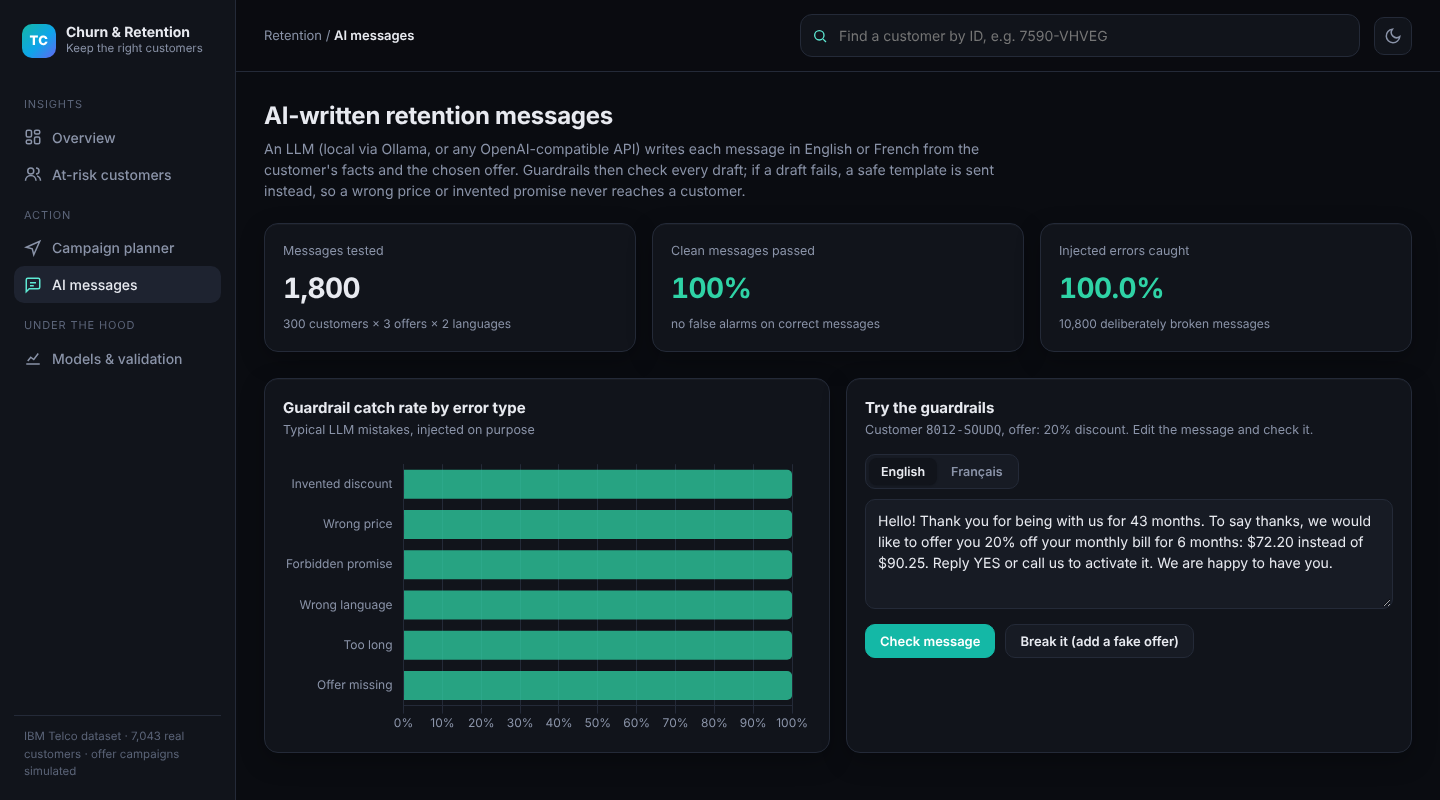 TC
Churn & Retention
Keep the right customers
INSIGHTS
Overview
At-risk customers
ACTION
Campaign planner
AI messages
UNDER THE HOOD
Models & validation
IBM Telco dataset · 7,043 real
customers · offer campaigns
simulated
Retention / AI messages
Find a customer by ID, e.g. 7590-VHVEG
AI-written retention messages
An LLM (local via Ollama, or any OpenAI-compatible API) writes each message in English or French from the
customer's facts and the chosen offer. Guardrails then check every draft; if a draft fails, a safe template is sent
instead, so a wrong price or invented promise never reaches a customer.
Messages tested
1,800
300 customers × 3 offers × 2 languages
Clean messages passed
100%
no false alarms on correct messages
Injected errors caught
100.0%
10,800 deliberately broken messages
Guardrail catch rate by error type
Typical LLM mistakes, injected on purpose
Invented discount
Wrong price
Forbidden promise
Wrong language
Too long
Offer missing
0% 10% 20% 30% 40% 50% 60% 70% 80% 90% 100%
Try the guardrails
Customer 8012-SOUDQ, offer: 20% discount. Edit the message and check it.
English Français
Hello! Thank you for being with us for 43 months. To say thanks, we would
like to offer you 20% off your monthly bill for 6 months: $72.20 instead of
$90.25. Reply YES or call us to activate it. We are happy to have you.
Check message Break it (add a fake offer)